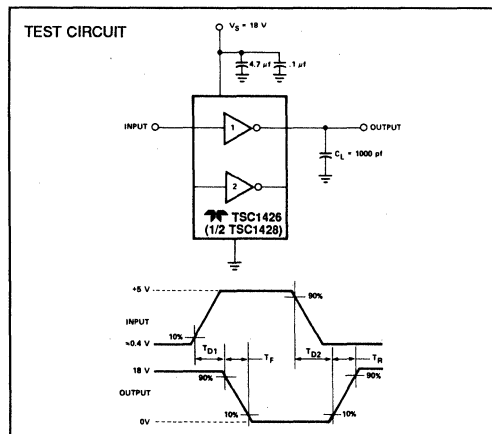 TEST CIRCUIT
V_S = 18 V
4.7 µf
.1 µf
INPUT
1
OUTPUT
C_L = 1000 pf
2
TSC1426
(1/2 TSC1428)
+5 V
90%
INPUT
10%
≈0.4 V
T_D1
T_F
T_D2
T_R
18 V
90%
90%
OUTPUT
10%
10%
0V